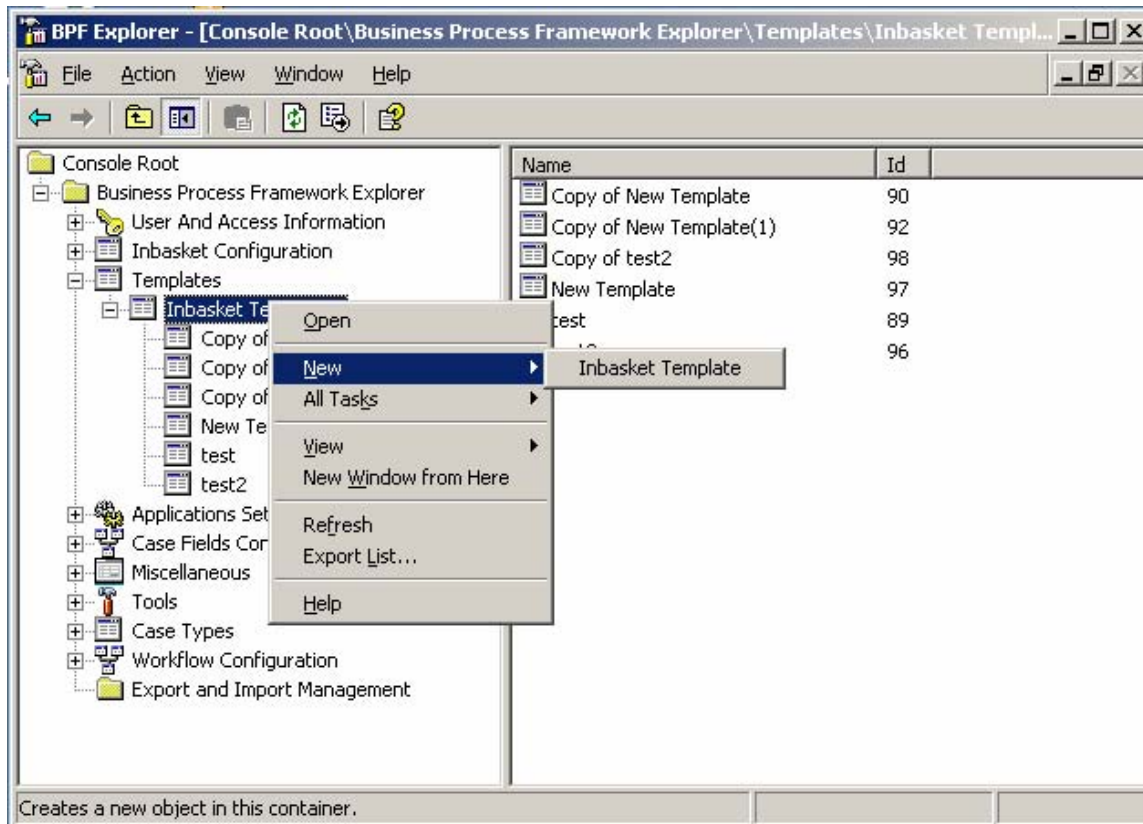 BPF Explorer - [Console Root\Business Process Framework Explorer\Templates\Inbasket Templ...
File Action View Window Help
Console Root
Business Process Framework Explorer
User And Access Information
Inbasket Configuration
Templates
Inbasket Te
Copy of
Copy of
Copy of
New Te
test
test2
Applications Set
Case Fields Cor
Miscellaneous
Tools
Case Types
Workflow Configuration
Export and Import Management
Open
New
All Tasks
View
New Window from Here
Refresh
Export List...
Help
Inbasket Template
Name Id
Copy of New Template 90
Copy of New Template(1) 92
Copy of test2 98
New Template 97
test 89
96
Creates a new object in this container.